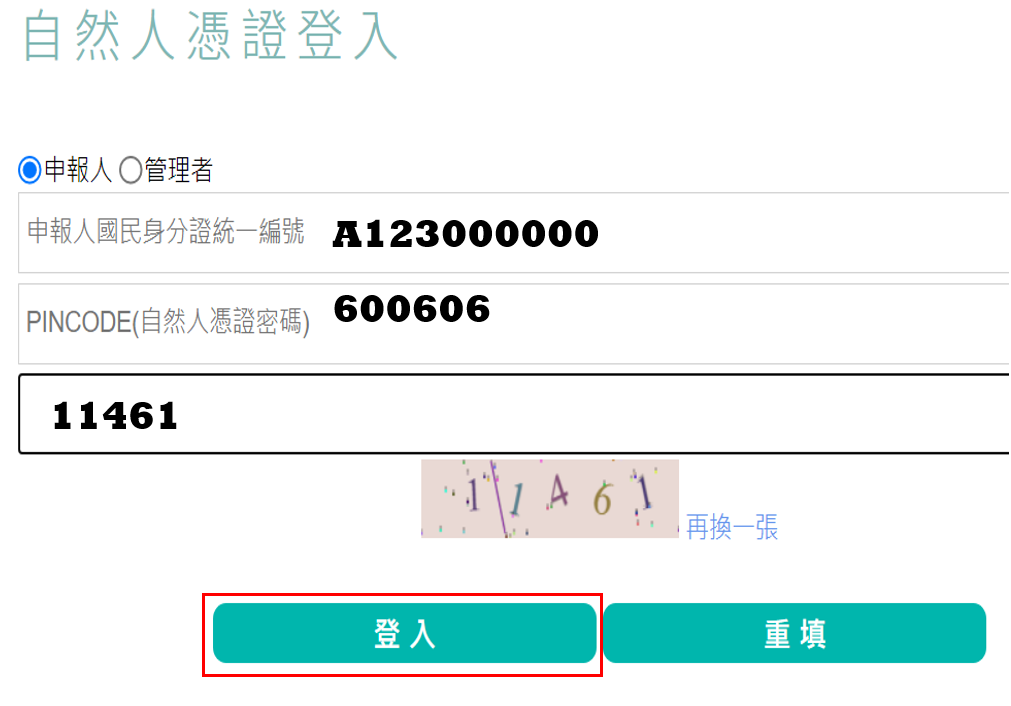 自然人憑證登入
申報人 管理者
申報人國民身分證統一編號 A123000000
PINCODE(自然人憑證密碼) 600606
11461
11461 再換一張
登入 重填